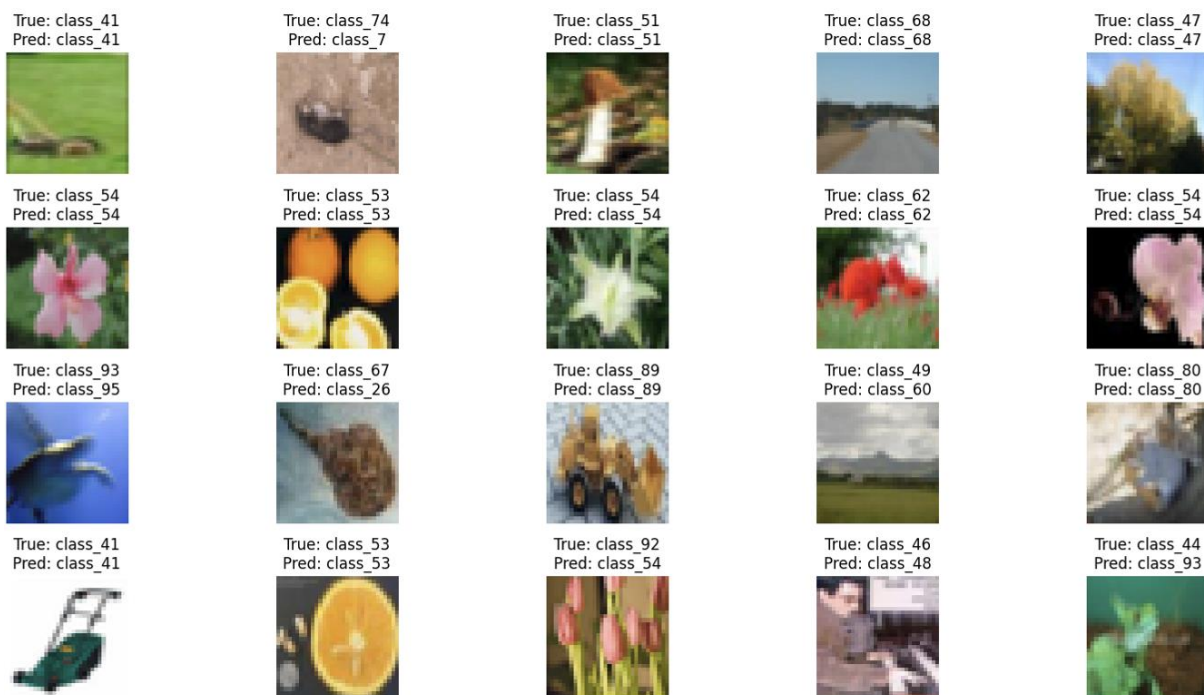 True: class_41
Pred: class_41
True: class_74
Pred: class_7
True: class_51
Pred: class_51
True: class_68
Pred: class_68
True: class_47
Pred: class_47
True: class_54
Pred: class_54
True: class_53
Pred: class_53
True: class_54
Pred: class_54
True: class_62
Pred: class_62
True: class_54
Pred: class_54
True: class_93
Pred: class_95
True: class_67
Pred: class_26
True: class_89
Pred: class_89
True: class_49
Pred: class_60
True: class_80
Pred: class_80
True: class_41
Pred: class_41
True: class_53
Pred: class_53
True: class_92
Pred: class_54
True: class_46
Pred: class_48
True: class_44
Pred: class_93